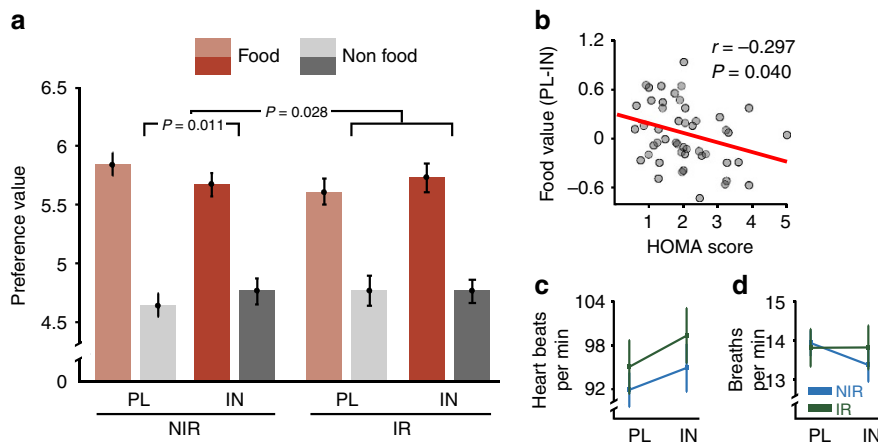 a
Food
Non food
6.5
6
5.5
5
4.5
0
Preference value
P = 0.011
P = 0.028
PL
IN
PL
IN
NIR
IR
b
1.2
0.6
0
−0.6
Food value (PL-IN)
r = −0.297
P = 0.040
1
2
3
4
5
HOMA score
c
104
98
92
Heart beats
per min
PL
IN
d
15
14
13
Breaths
per min
NIR
IR
PL
IN